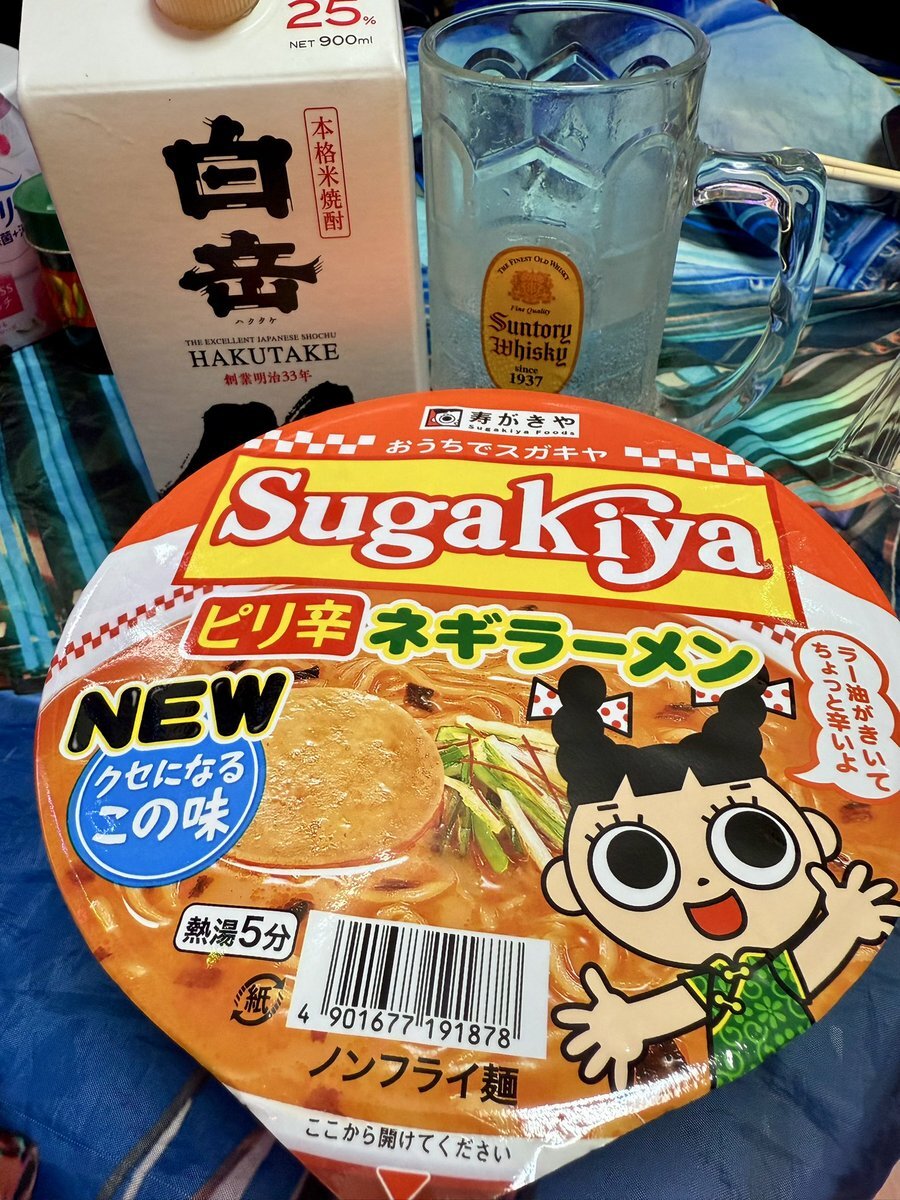 25%
NET 900ml
本格米焼酎
白岳
ハクタケ
THE EXCELLENT JAPANESE SHOCHU
HAKUTAKE
創業明治33年
THE FINEST OLD WHISKY
Fine Quality
Suntory
Whisky
since
1937
寿がきや
Sugakiya Foods
おうちでスガキヤ
Sugakiya
ピリ辛ネギラーメン
NEW
クセになる
この味
ラー油がきいて
ちょっと辛いよ
熱湯5分
紙
4 901677 191878
ノンフライ麺
ここから開けてください